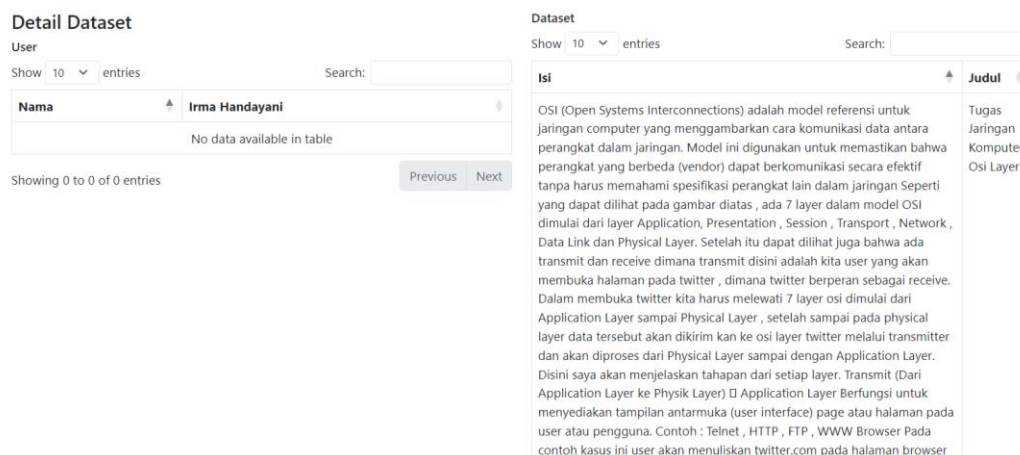 Detail Dataset
User
Show 10 entries
Search:
Nama
Irma Handayani
No data available in table
Showing 0 to 0 of 0 entries
Previous
Next
Dataset
Show 10 entries
Search:
Isi
Judul
OSI (Open Systems Interconnections) adalah model referensi untuk
jaringan computer yang menggambarkan cara komunikasi data antara
perangkat dalam jaringan. Model ini digunakan untuk memastikan bahwa
perangkat yang berbeda (vendor) dapat berkomunikasi secara efektif
tanpa harus memahami spesifikasi perangkat lain dalam jaringan Seperti
yang dapat dilihat pada gambar diatas , ada 7 layer dalam model OSI
dimulai dari layer Application, Presentation , Session , Transport , Network ,
Data Link dan Physical Layer. Setelah itu dapat dilihat juga bahwa ada
transmit dan receive dimana transmit disini adalah kita user yang akan
membuka halaman pada twitter , dimana twitter berperan sebagai receive.
Dalam membuka twitter kita harus melewati 7 layer osi dimulai dari
Application Layer sampai Physical Layer , setelah sampai pada physical
layer data tersebut akan dikirim kan ke osi layer twitter melalui transmitter
dan akan diproses dari Physical Layer sampai dengan Application Layer.
Disini saya akan menjelaskan tahapan dari setiap layer. Transmit (Dari
Application Layer ke Physik Layer) ▯ Application Layer Berfungsi untuk
menyediakan tampilan antarmuka (user interface) page atau halaman pada
user atau pengguna. Contoh : Telnet , HTTP , FTP , WWW Browser Pada
contoh kasus ini user akan menuliskan twitter.com pada halaman browser
Tugas
Jaringan
Kompute
Osi Layer